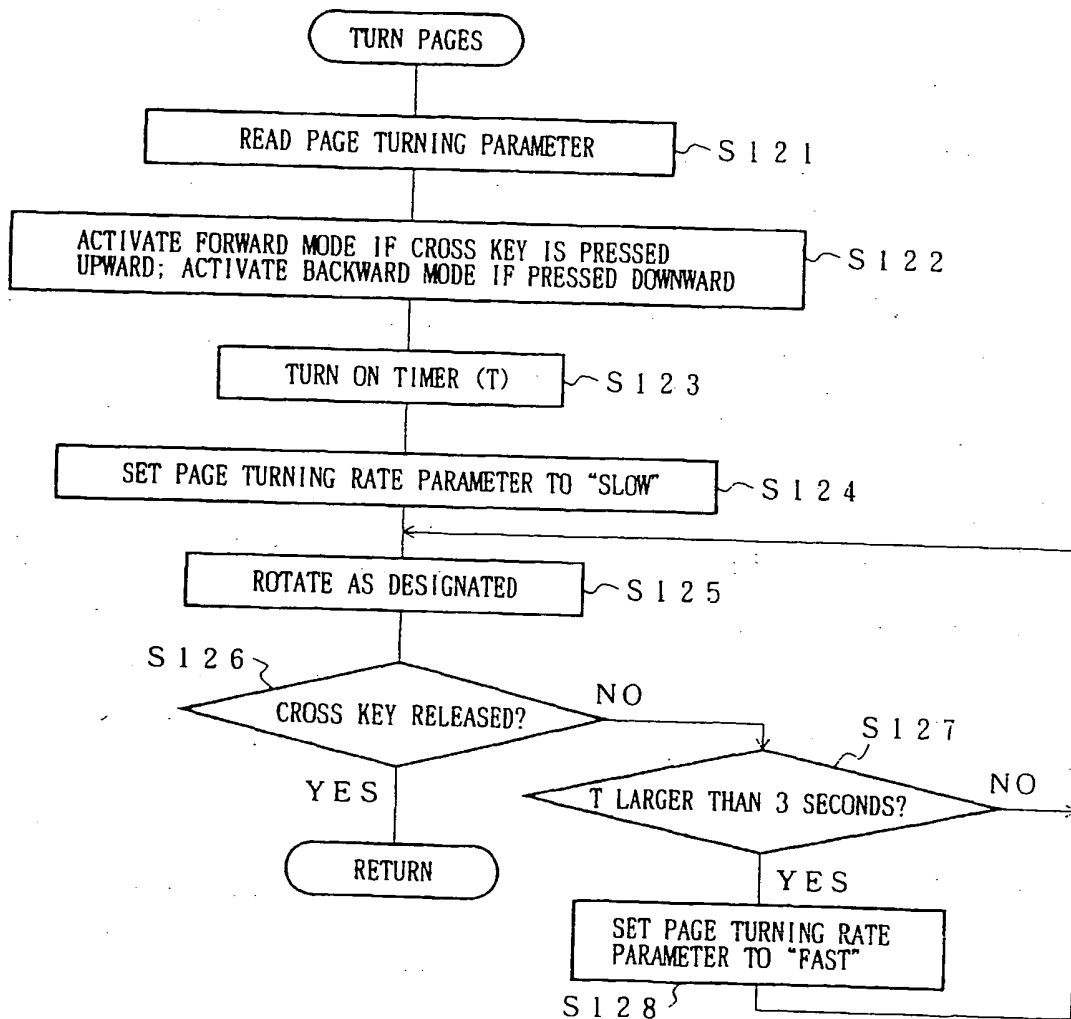 TURN PAGES
READ PAGE TURNING PARAMETER
S121
ACTIVATE FORWARD MODE IF CROSS KEY IS PRESSED
UPWARD; ACTIVATE BACKWARD MODE IF PRESSED DOWNWARD
S122
TURN ON TIMER (T)
S123
SET PAGE TURNING RATE PARAMETER TO “SLOW”
S124
ROTATE AS DESIGNATED
S125
S126
CROSS KEY RELEASED?
NO
YES
RETURN
S127
T LARGER THAN 3 SECONDS?
NO
YES
SET PAGE TURNING RATE
PARAMETER TO “FAST”
S128